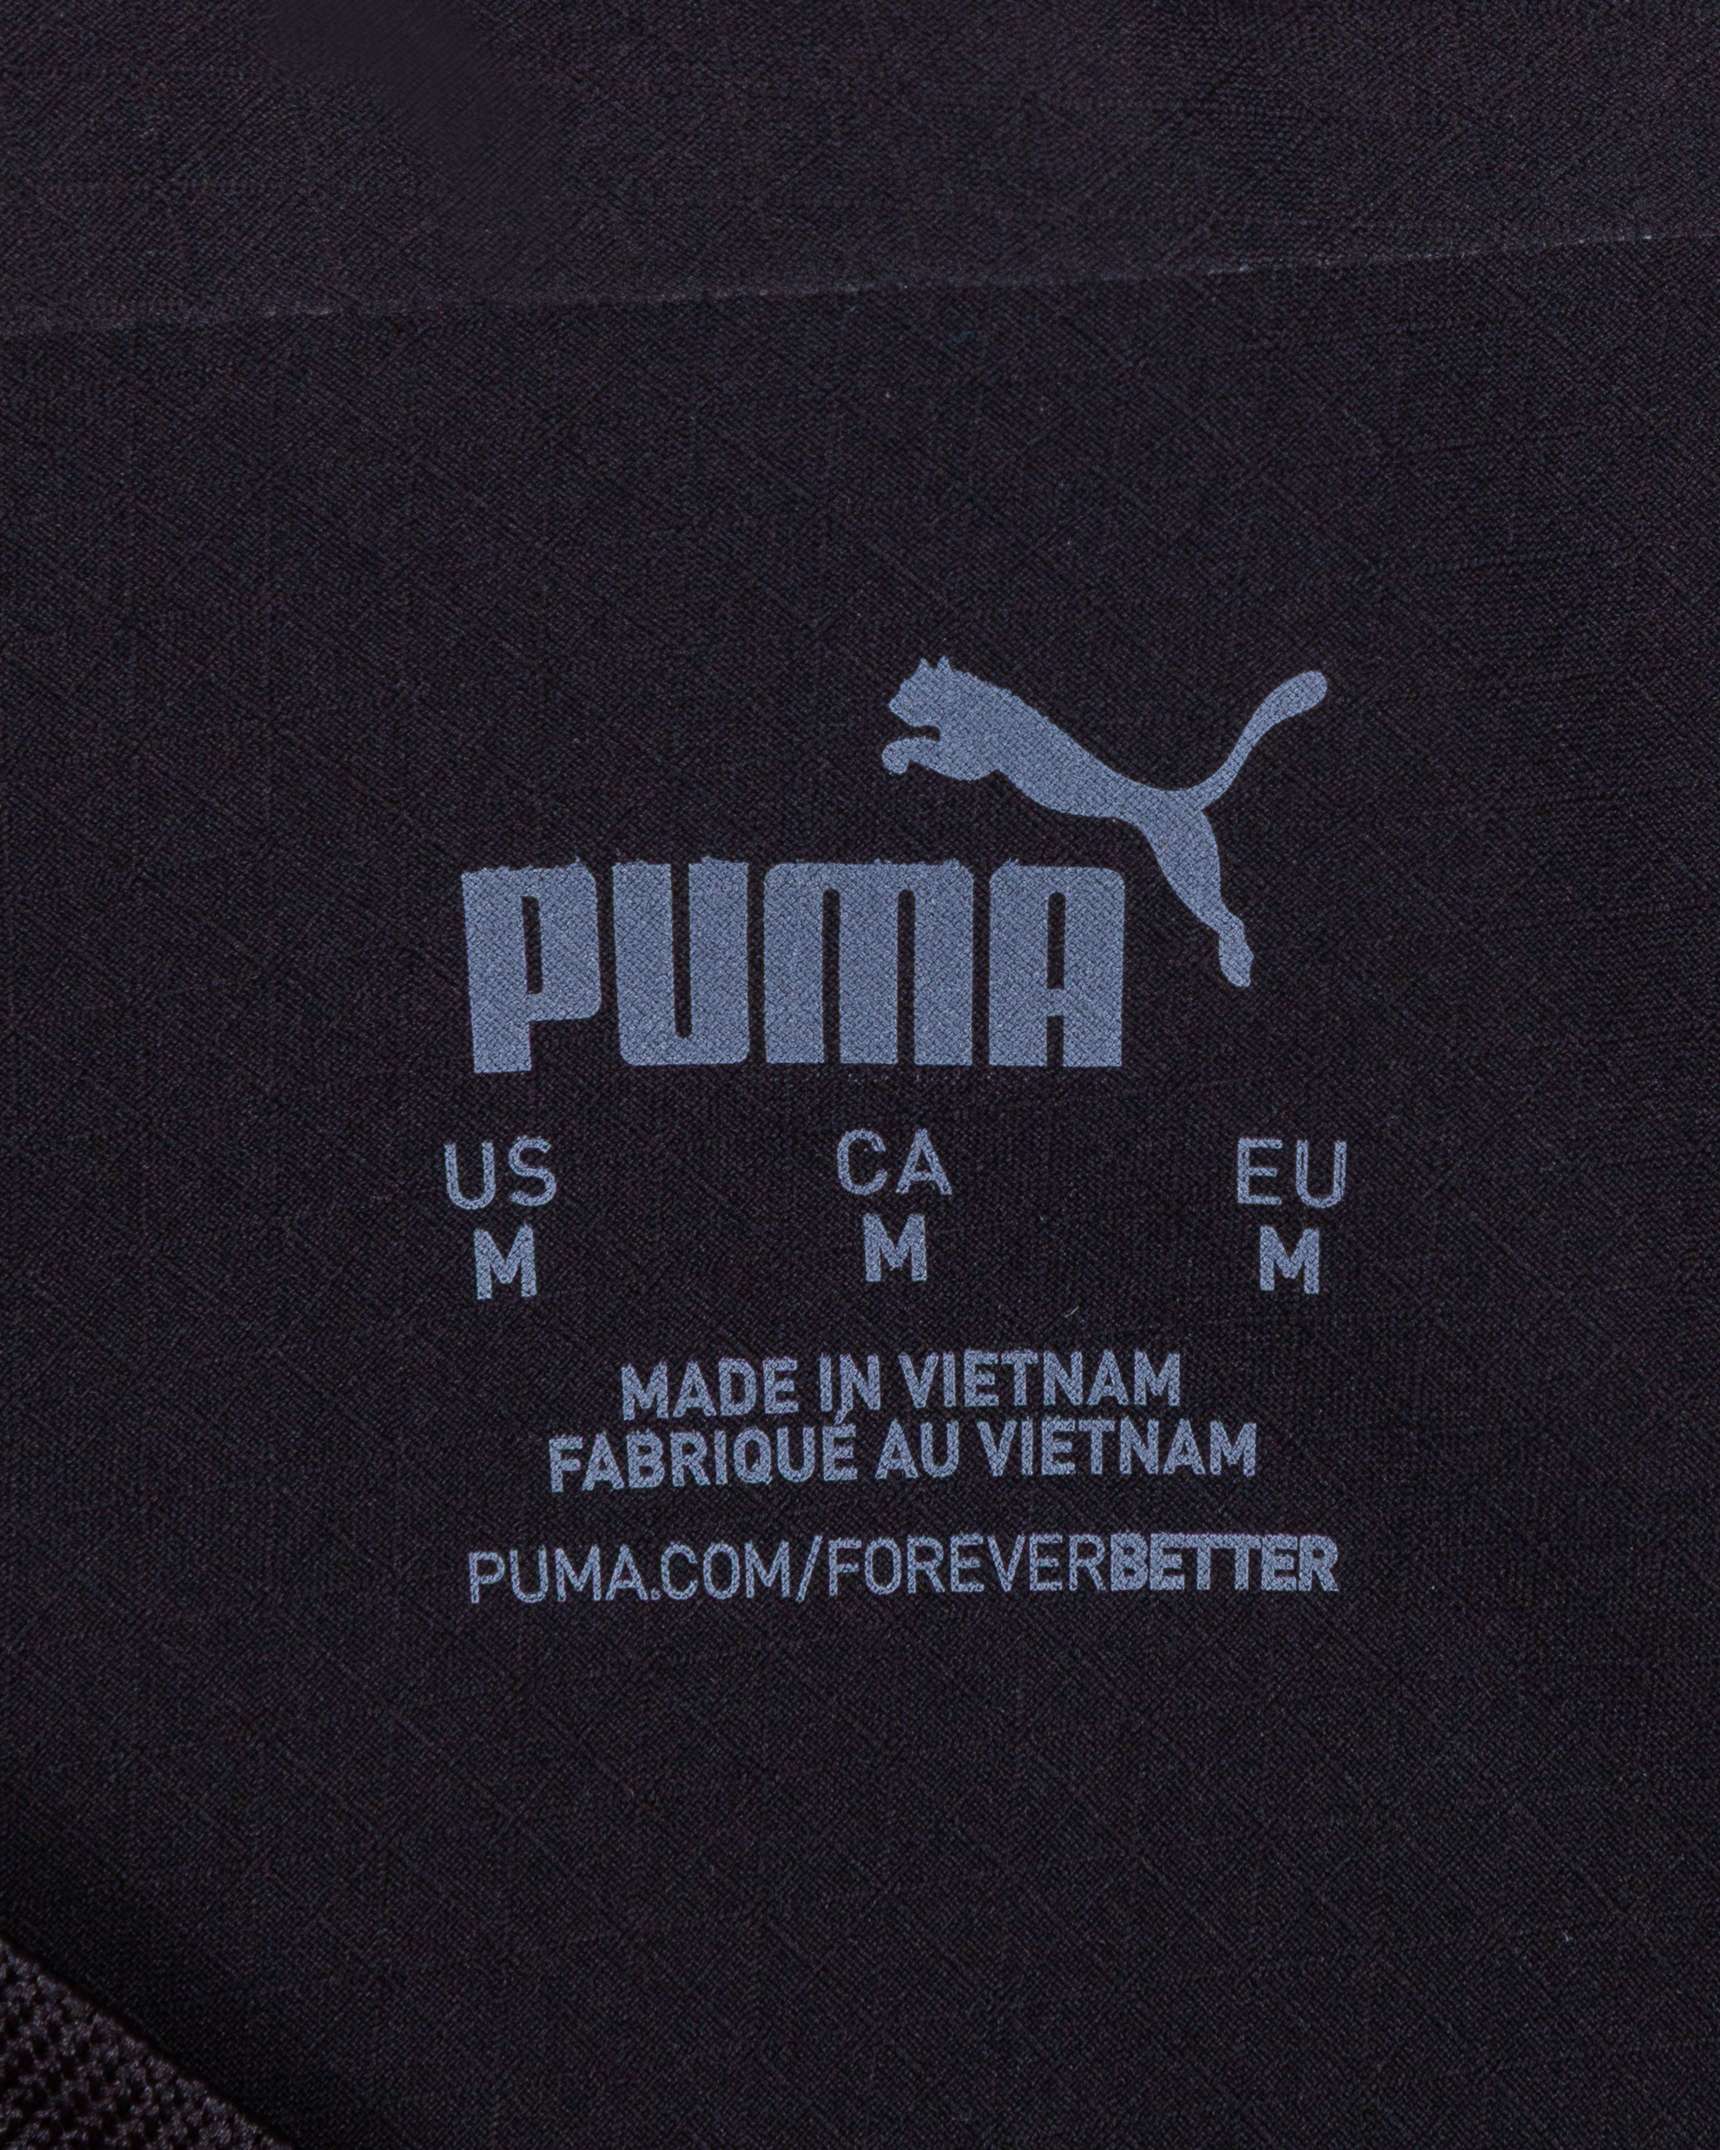 PUMA
US CA EU
M M M
MADE IN VIETNAM
FABRIQUÉ AU VIETNAM
PUMA.COM/FOREVERBETTER